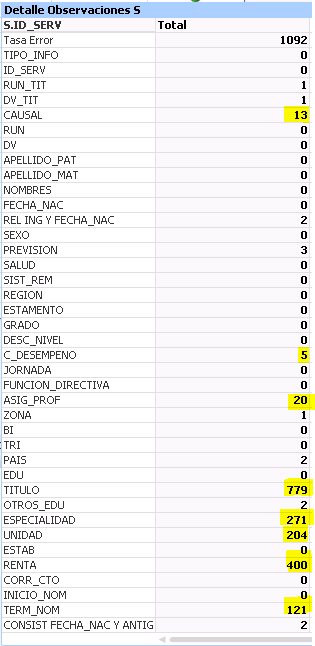 Detalle Observaciones S
S.ID_SERV Total
Tasa Error 1092
TIPO_INFO 0
ID_SERV 0
RUN_TIT 1
DV_TIT 1
CAUSAL 13
RUN 0
DV 0
APELLIDO_PAT 0
APELLIDO_MAT 0
NOMBRES 0
FECHA_NAC 0
REL ING Y FECHA_NAC 2
SEXO 0
PREVISION 3
SALUD 0
SIST_REM 0
REGION 0
ESTAMENTO 0
GRADO 0
DESC_NIVEL 0
C_DESEMPENO 5
JORNADA 0
FUNCION_DIRECTIVA 0
ASIG_PROF 20
ZONA 1
BI 0
TRI 0
PAIS 2
EDU 0
TITULO 779
OTROS_EDU 2
ESPECIALIDAD 271
UNIDAD 204
ESTAB 0
RENTA 400
CORR_CTO 0
INICIO_NOM 0
TERM_NOM 121
CONSIST FECHA_NAC Y ANTIG 2